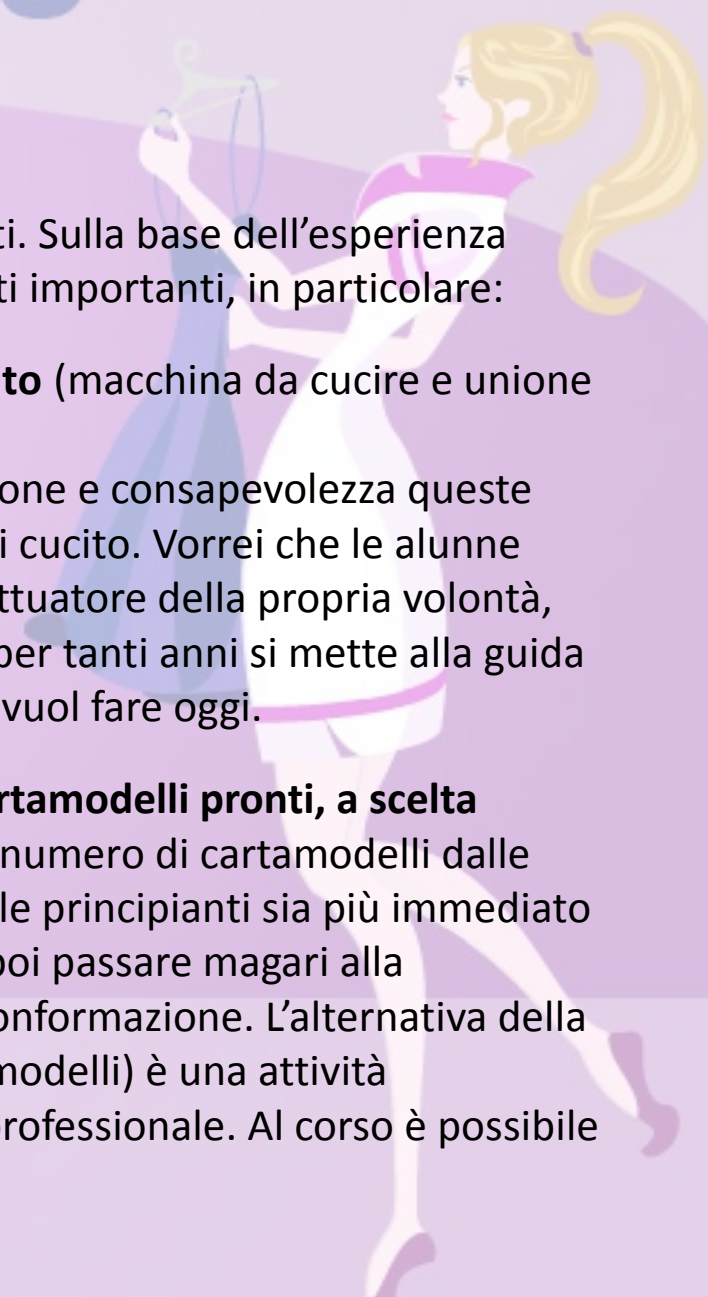 ti. Sulla base dell’esperienza
ti importanti, in particolare:
to (macchina da cucire e unione
one e consapevolezza queste
i cucito. Vorrei che le alunne
ttuatore della propria volontà,
per tanti anni si mette alla guida
vuol fare oggi.
rtamodelli pronti, a scelta
numero di cartamodelli dalle
le principianti sia più immediato
poi passare magari alla
onformazione. L’alternativa della
modelli) è una attività
rofessionale. Al corso è possibile